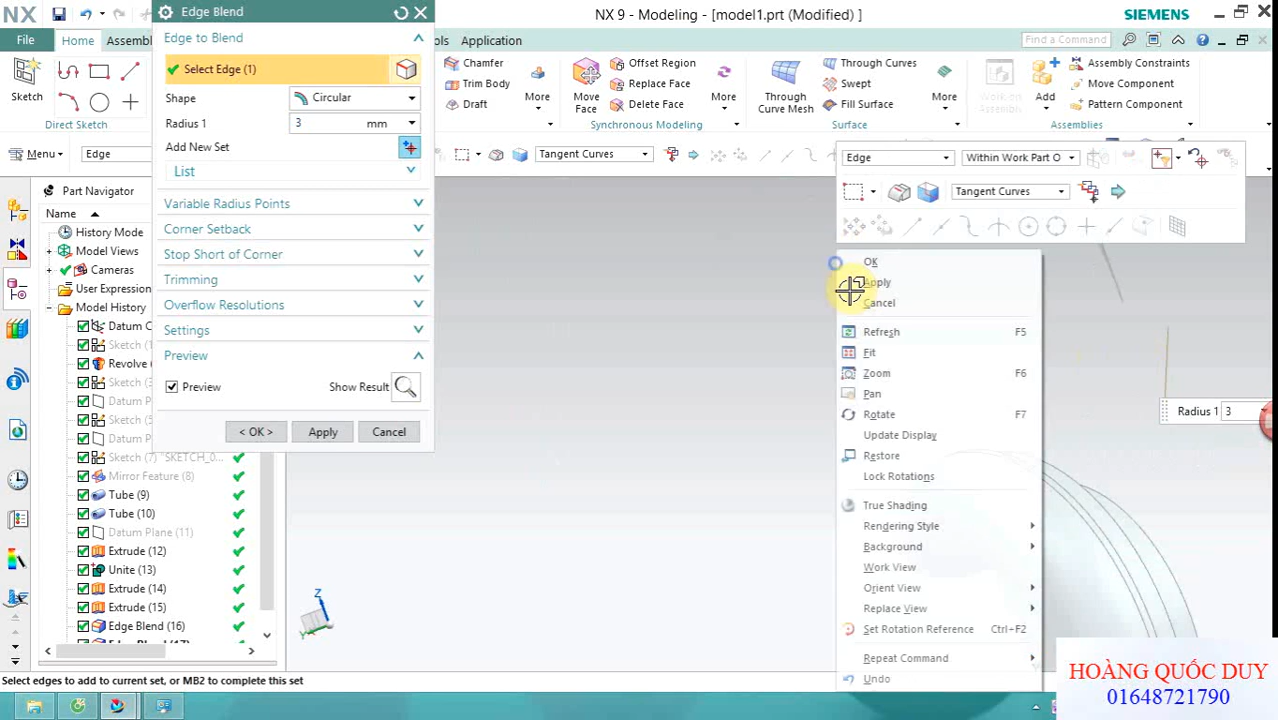 NX
Edge Blend
NX 9 - Modeling - [model1.prt (Modified) ]
SIEMENS
File
Home
Assembl
Edge to Blend
ols
Application
Find a Command
Sketch
Direct Sketch
Select Edge (1)
Shape
Circular
Radius 1
3
mm
Add New Set
List
Variable Radius Points
Corner Setback
Stop Short of Corner
Trimming
Overflow Resolutions
Settings
Preview
Preview
Show Result
< OK >
Apply
Cancel
Chamfer
Trim Body
Draft
More
Move
Face
Offset Region
Replace Face
Delete Face
More
Synchronous Modeling
Through
Curve Mesh
Through Curves
Swept
Fill Surface
More
Surface
Add
Assembly Constraints
Move Component
Pattern Component
Assemblies
Menu
Edge
Tangent Curves
Edge
Within Work Part O
Tangent Curves
Part Navigator
Name
History Mode
Model Views
Cameras
User Expression
Model History
Datum C
Sketch (
Revolve (
Sketch (3
Datum P
Sketch (
Datum P
Sketch (7) "SKETCH_0...
Mirror Feature (8)
Tube (9)
Tube (10)
Datum Plane (11)
Extrude (12)
Unite (13)
Extrude (14)
Extrude (15)
Edge Blend (16)
OK
Apply
Cancel
Refresh F5
Fit
Zoom F6
Pan
Rotate F7
Update Display
Restore
Lock Rotations
True Shading
Rendering Style
Background
Work View
Orient View
Replace View
Set Rotation Reference Ctrl+F2
Repeat Command
Undo
Radius 1 3
Z
Select edges to add to current set, or MB2 to complete this set
HOÀNG QUỐC DUY
01648721790